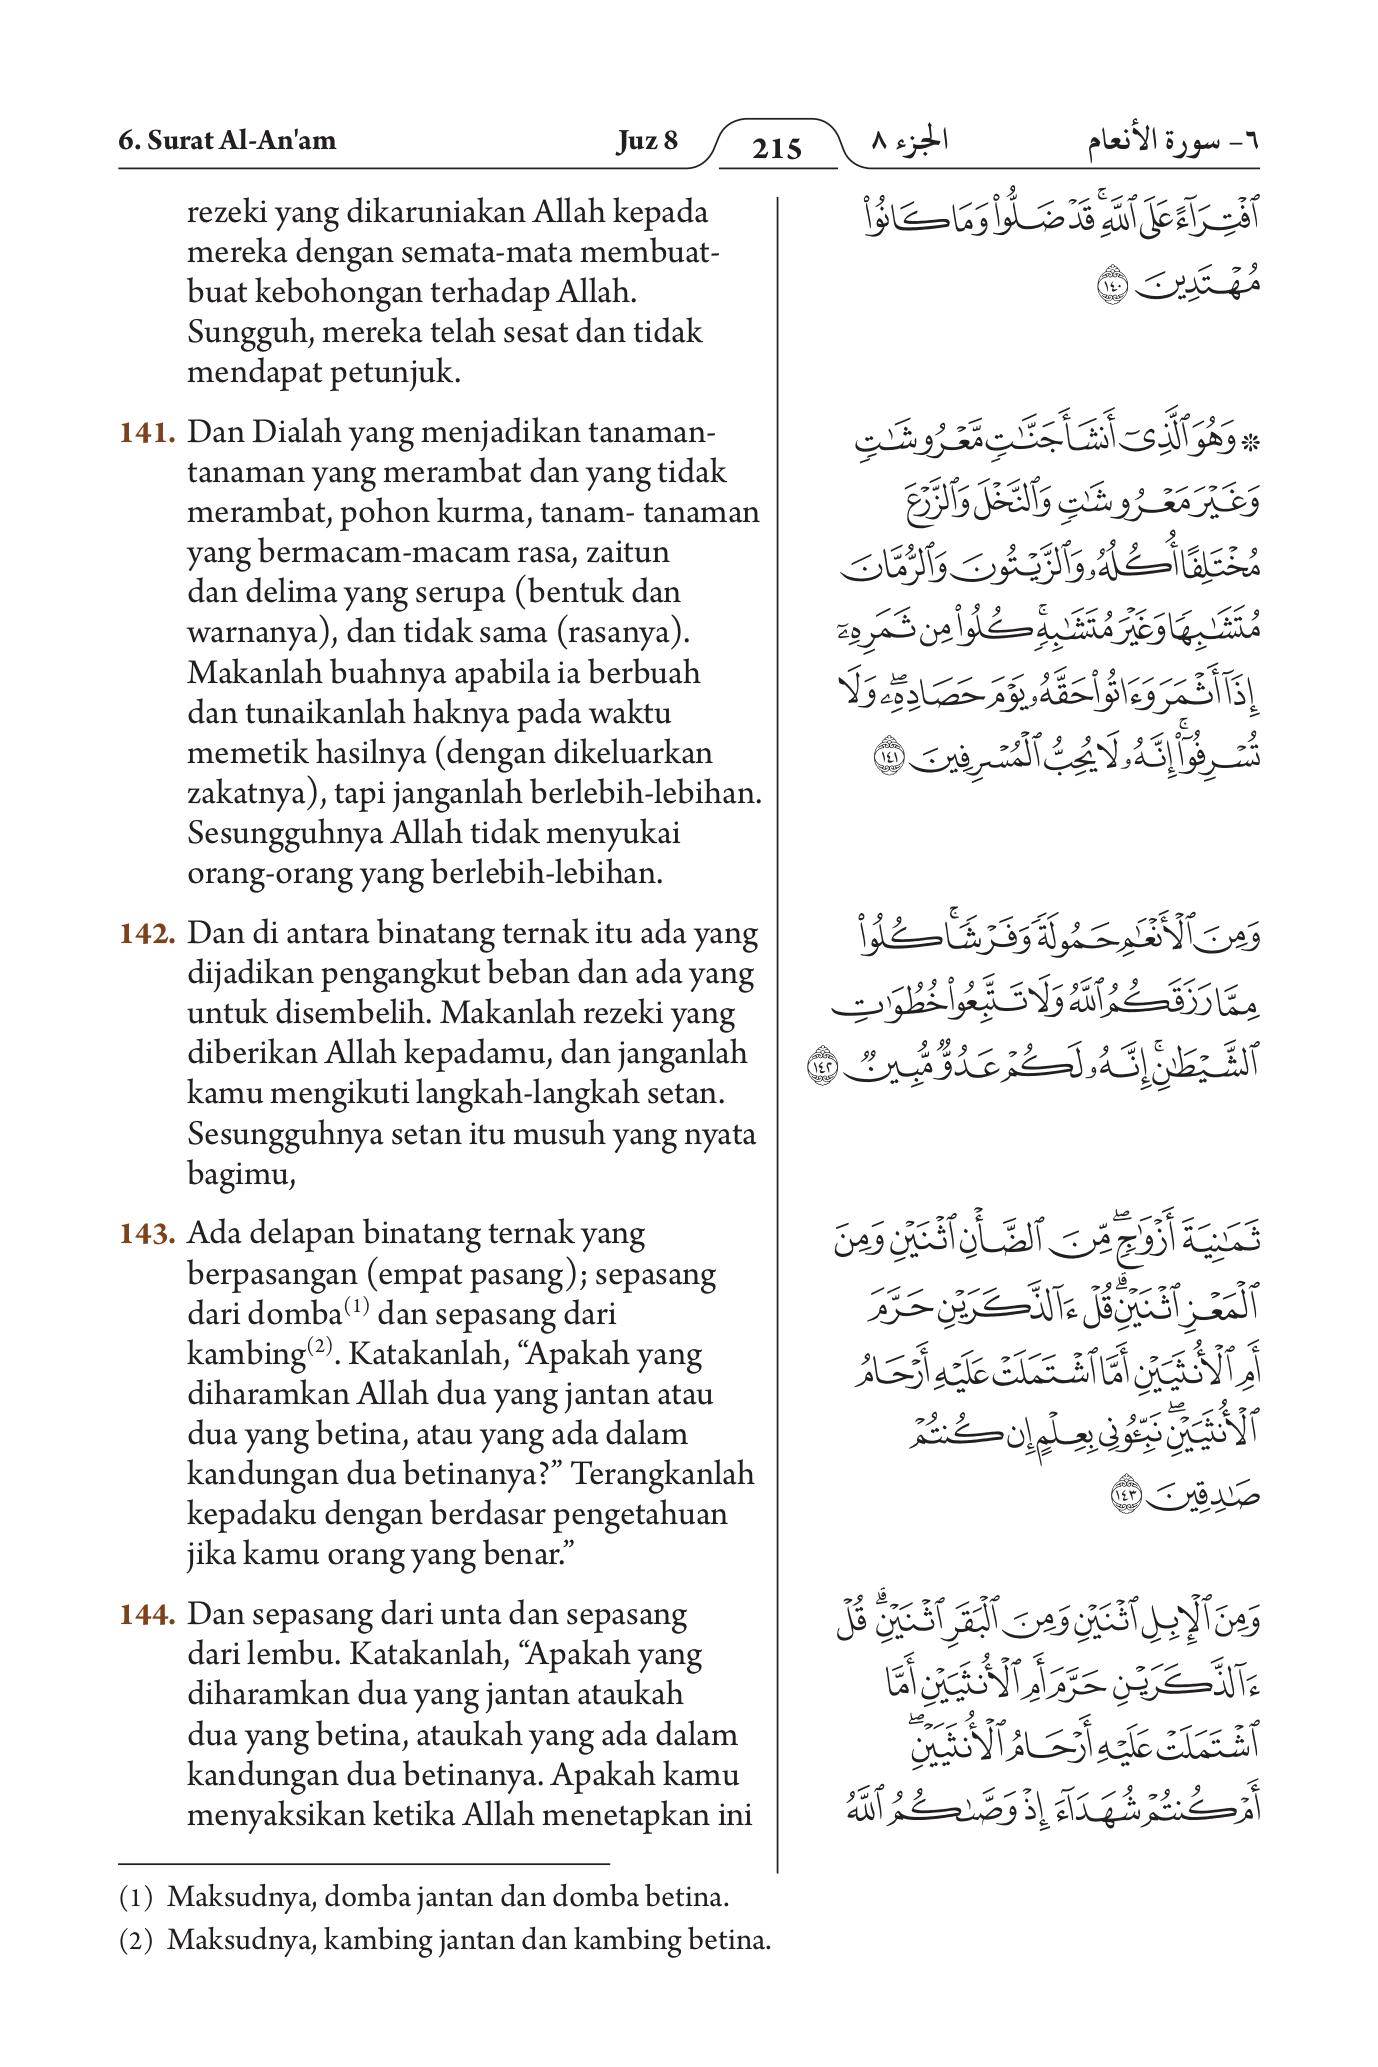 6. Surat Al-An'am Juz 8 215 الجزء ٨ ٦- سورة الأنعام
rezeki yang dikaruniakan Allah kepada
mereka dengan semata-mata membuat-
buat kebohongan terhadap Allah.
Sungguh, mereka telah sesat dan tidak
mendapat petunjuk.
141. Dan Dialah yang menjadikan tanaman-
tanaman yang merambat dan yang tidak
merambat, pohon kurma, tanam- tanaman
yang bermacam-macam rasa, zaitun
dan delima yang serupa (bentuk dan
warnanya), dan tidak sama (rasanya).
Makanlah buahnya apabila ia berbuah
dan tunaikanlah haknya pada waktu
memetik hasilnya (dengan dikeluarkan
zakatnya), tapi janganlah berlebih-lebihan.
Sesungguhnya Allah tidak menyukai
orang-orang yang berlebih-lebihan.
142. Dan di antara binatang ternak itu ada yang
dijadikan pengangkut beban dan ada yang
untuk disembelih. Makanlah rezeki yang
diberikan Allah kepadamu, dan janganlah
kamu mengikuti langkah-langkah setan.
Sesungguhnya setan itu musuh yang nyata
bagimu,
143. Ada delapan binatang ternak yang
berpasangan (empat pasang); sepasang
dari domba(1) dan sepasang dari
kambing(2). Katakanlah, “Apakah yang
diharamkan Allah dua yang jantan atau
dua yang betina, atau yang ada dalam
kandungan dua betinanya?” Terangkanlah
kepadaku dengan berdasar pengetahuan
jika kamu orang yang benar.”
144. Dan sepasang dari unta dan sepasang
dari lembu. Katakanlah, “Apakah yang
diharamkan dua yang jantan ataukah
dua yang betina, ataukah yang ada dalam
kandungan dua betinanya. Apakah kamu
menyaksikan ketika Allah menetapkan ini
ٱفۡتِرَآءً عَلَى ٱللَّهِۚ قَدۡ ضَلُّواْ وَمَا كَانُواْ
مُهۡتَدِينَ ١٤٠
۞ وَهُوَ ٱلَّذِيٓ أَنشَأَ جَنَّٰتٖ مَّعۡرُوشَٰتٖ
وَغَيۡرَ مَعۡرُوشَٰتٖ وَٱلنَّخۡلَ وَٱلزَّرۡعَ
مُخۡتَلِفًا أُكُلُهُۥ وَٱلزَّيۡتُونَ وَٱلرُّمَّانَ
مُتَشَٰبِهٗا وَغَيۡرَ مُتَشَٰبِهٖۚ كُلُواْ مِن ثَمَرِهِۦٓ
إِذَآ أَثۡمَرَ وَءَاتُواْ حَقَّهُۥ يَوۡمَ حَصَادِهِۦۖ وَلَا
تُسۡرِفُوٓاْۚ إِنَّهُۥ لَا يُحِبُّ ٱلۡمُسۡرِفِينَ ١٤١
وَمِنَ ٱلۡأَنۡعَٰمِ حَمُولَةٗ وَفَرۡشٗاۚ كُلُواْ
مِمَّا رَزَقَكُمُ ٱللَّهُ وَلَا تَتَّبِعُواْ خُطُوَٰتِ
ٱلشَّيۡطَٰنِۚ إِنَّهُۥ لَكُمۡ عَدُوّٞ مُّبِينٞ ١٤٢
ثَمَٰنِيَةَ أَزۡوَٰجٖۖ مِّنَ ٱلضَّأۡنِ ٱثۡنَيۡنِ وَمِنَ
ٱلۡمَعۡزِ ٱثۡنَيۡنِۗ قُلۡ ءَآلذَّكَرَيۡنِ حَرَّمَ
أَمِ ٱلۡأُنثَيَيۡنِ أَمَّا ٱشۡتَمَلَتۡ عَلَيۡهِ أَرۡحَامُ
ٱلۡأُنثَيَيۡنِۖ نَبِّـُٔونِي بِعِلۡمٍ إِن كُنتُمۡ
صَٰدِقِينَ ١٤٣
وَمِنَ ٱلۡإِبِلِ ٱثۡنَيۡنِ وَمِنَ ٱلۡبَقَرِ ٱثۡنَيۡنِۗ قُلۡ
ءَآلذَّكَرَيۡنِ حَرَّمَ أَمِ ٱلۡأُنثَيَيۡنِ أَمَّا
ٱشۡتَمَلَتۡ عَلَيۡهِ أَرۡحَامُ ٱلۡأُنثَيَيۡنِۖ
أَمۡ كُنتُمۡ شُهَدَآءَ إِذۡ وَصَّىٰكُمُ ٱللَّهُ
(1) Maksudnya, domba jantan dan domba betina.
(2) Maksudnya, kambing jantan dan kambing betina.